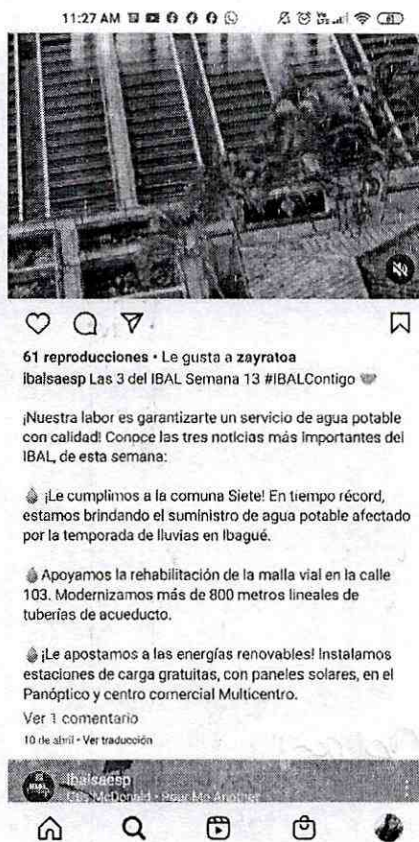 11:27 AM
61 reproducciones • Le gusta a zayratoa
ibalsaesp Las 3 del IBAL Semana 13 #IBALContigo
¡Nuestra labor es garantizarte un servicio de agua potable
con calidad! Conoce las tres noticias más importantes del
IBAL, de esta semana:
¡Le cumplimos a la comuna Siete! En tiempo récord,
estamos brindando el suministro de agua potable afectado
por la temporada de lluvias en Ibagué.
Apoyamos la rehabilitación de la malla vial en la calle
103. Modernizamos más de 800 metros lineales de
tuberías de acueducto.
¡Le apostamos a las energías renovables! Instalamos
estaciones de carga gratuitas, con paneles solares, en el
Panóptico y centro comercial Multicentro.
Ver 1 comentario
10 de abril • Ver traducción
ibalsaesp
McDonald • Pour Me Another